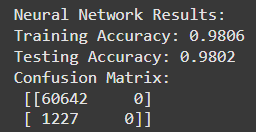 Neural Network Results:
Training Accuracy: 0.9806
Testing Accuracy: 0.9802
Confusion Matrix:
[[60642 0]
[ 1227 0]]